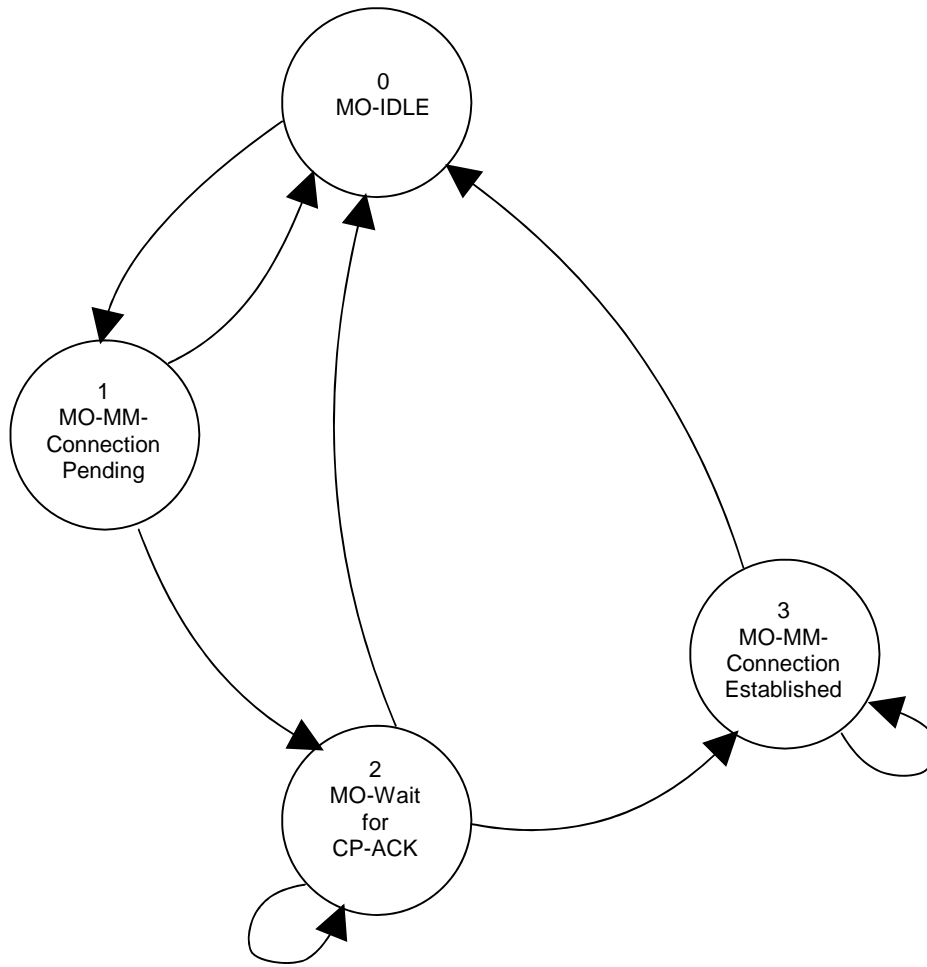 0
MO-IDLE
1
MO-MM-
Connection
Pending
3
MO-MM-
Connection
Established
2
MO-Wait
for
CP-ACK